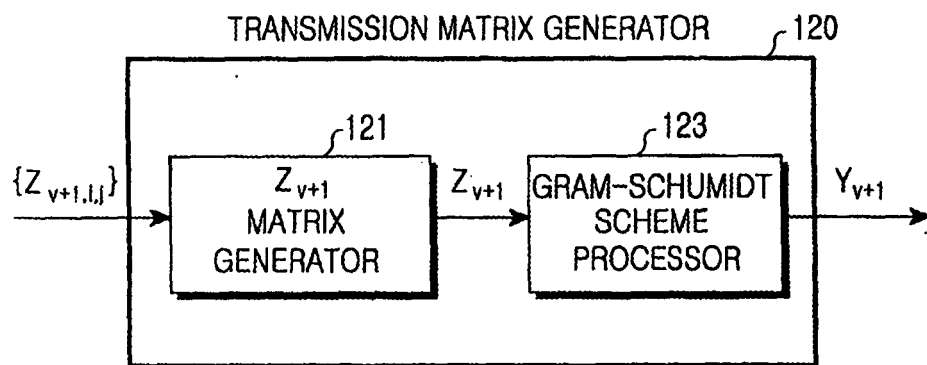 TRANSMISSION MATRIX GENERATOR 120
121
123
{Z v+1,i,j}
Z v+1
MATRIX
GENERATOR
Z v+1
GRAM-SCHUMIDT
SCHEME
PROCESSOR
Y v+1